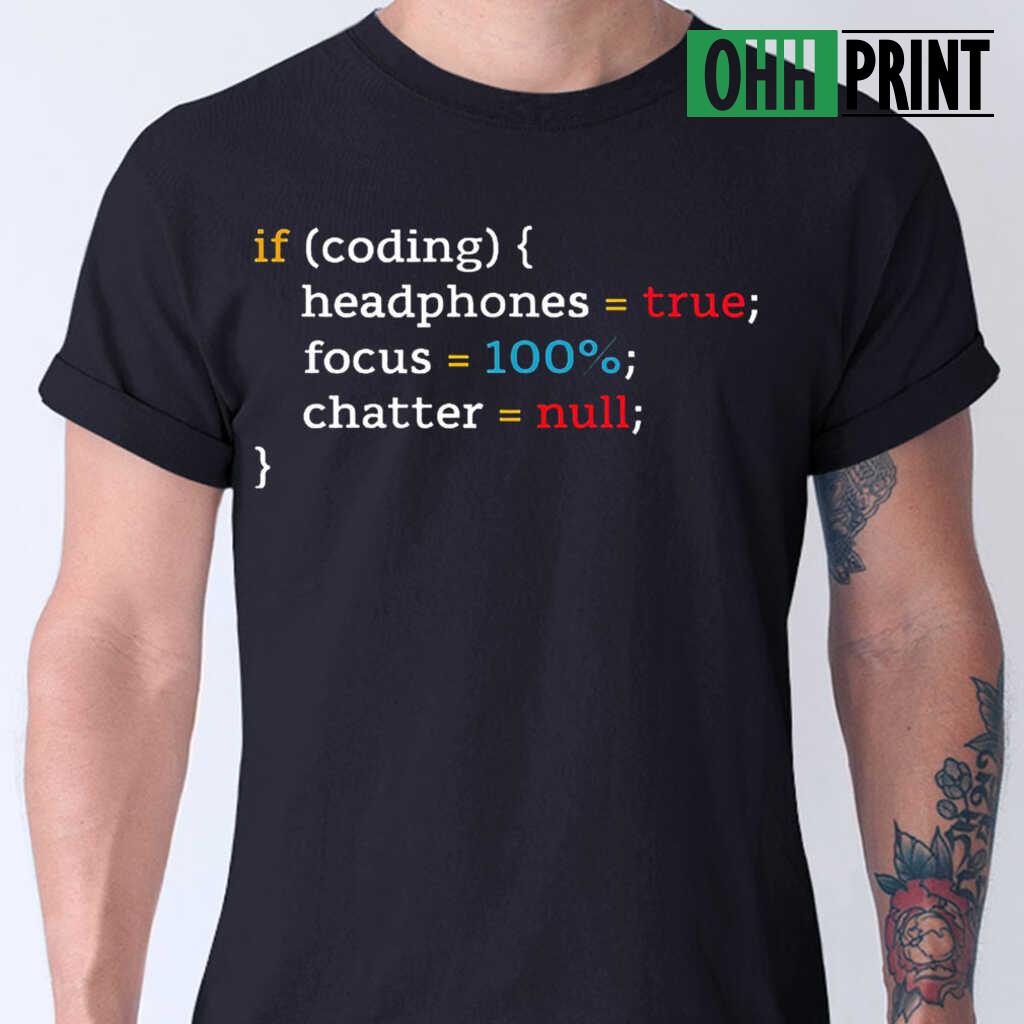 OHH PRINT
if (coding) {
headphones = true;
focus = 100%;
chatter = null;
}